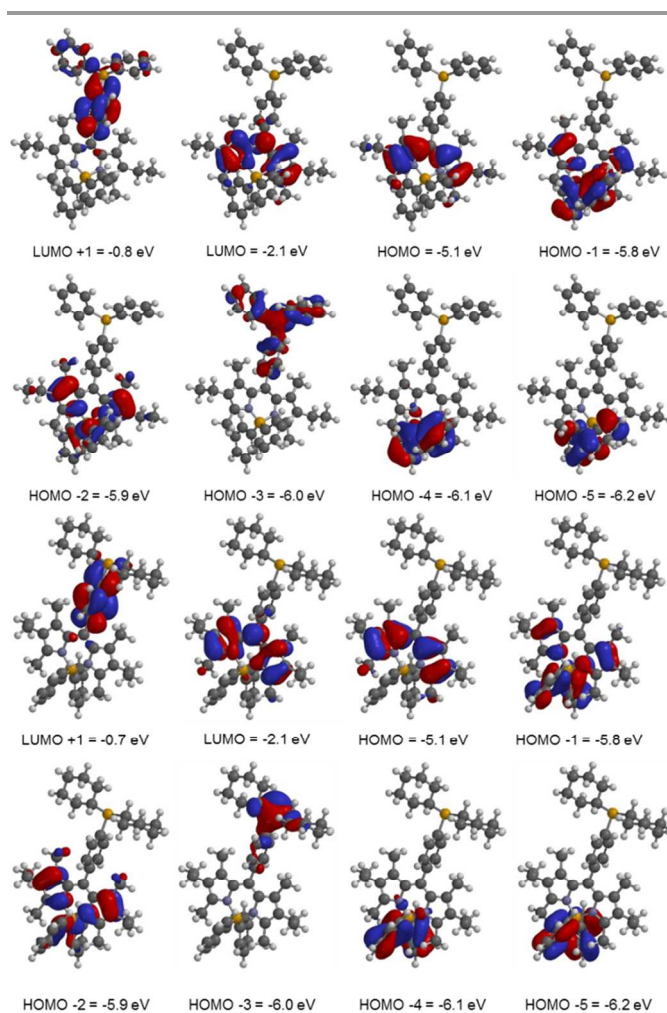 LUMO +1 = -0.8 eV LUMO = -2.1 eV HOMO = -5.1 eV HOMO -1 = -5.8 eV
HOMO -2 = -5.9 eV HOMO -3 = -6.0 eV HOMO -4 = -6.1 eV HOMO -5 = -6.2 eV
LUMO +1 = -0.7 eV LUMO = -2.1 eV HOMO = -5.1 eV HOMO -1 = -5.8 eV
HOMO -2 = -5.9 eV HOMO -3 = -6.0 eV HOMO -4 = -6.1 eV HOMO -5 = -6.2 eV